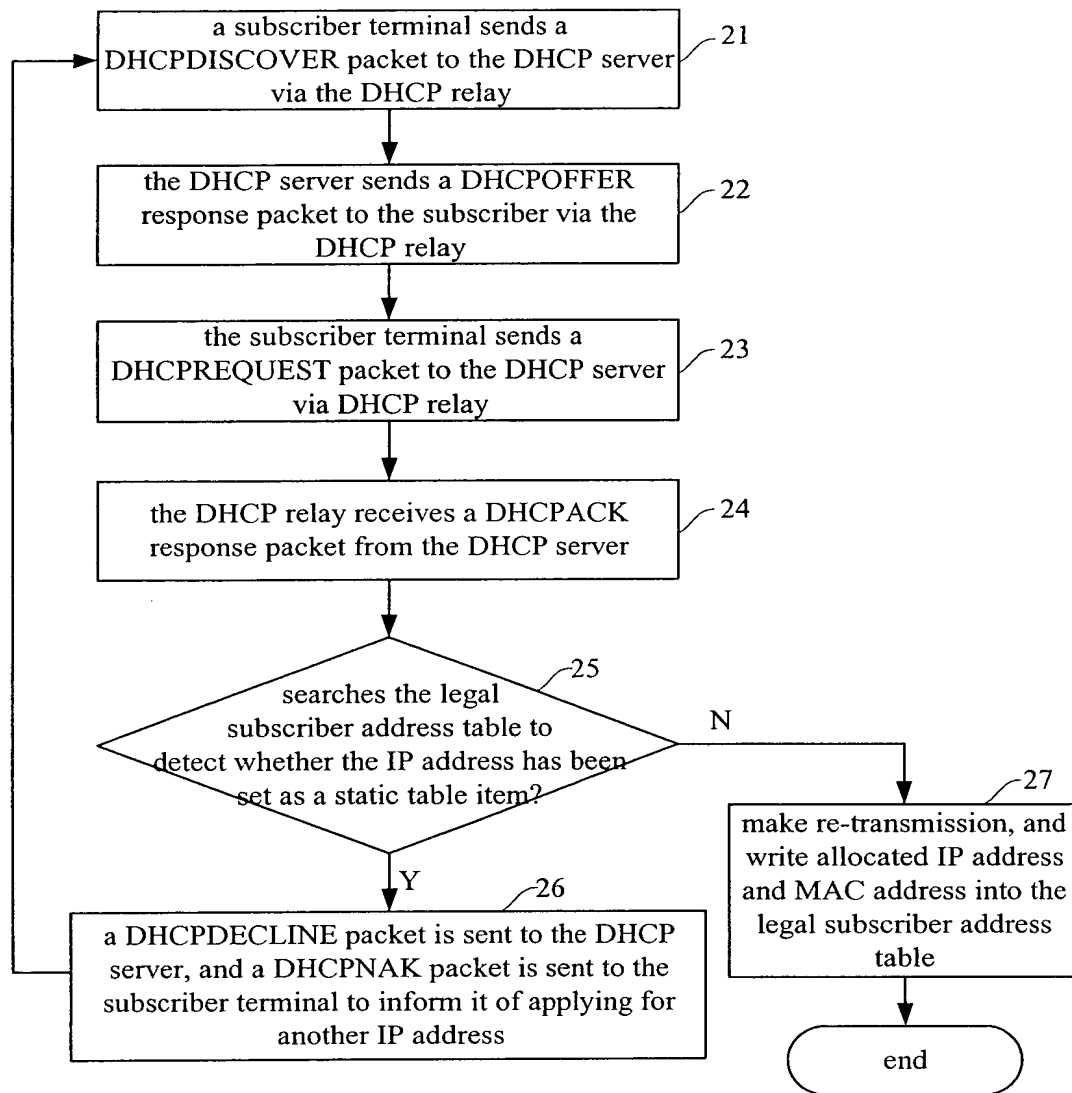 a subscriber terminal sends a
DHCPDISCOVER packet to the DHCP server
via the DHCP relay
21
the DHCP server sends a DHCPOFFER
response packet to the subscriber via the
DHCP relay
22
the subscriber terminal sends a
DHCPREQUEST packet to the DHCP server
via DHCP relay
23
the DHCP relay receives a DHCPACK
response packet from the DHCP server
24
searches the legal
subscriber address table to
detect whether the IP address has been
set as a static table item?
25
N
Y
a DHCPDECLINE packet is sent to the DHCP
server, and a DHCPNAK packet is sent to the
subscriber terminal to inform it of applying for
another IP address
26
make re-transmission, and
write allocated IP address
and MAC address into the
legal subscriber address
table
27
end